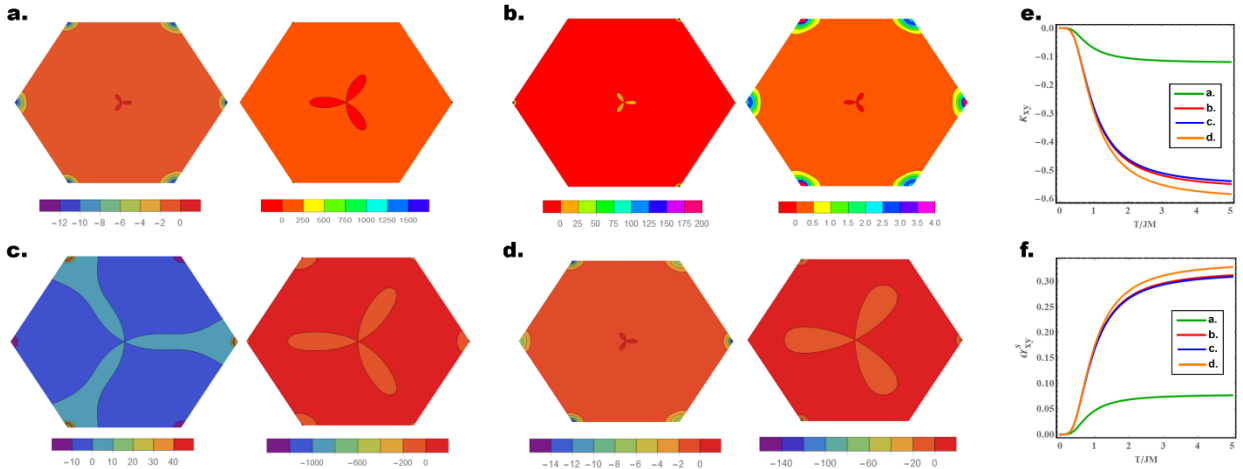 a.
b.
e.
−12 −10 −8 −6 −4 −2 0
0 250 500 750 1000 1250 1500
0 25 50 75 100 125 150 175 200
0 0.5 1.0 1.5 2.0 2.5 3.0 3.5 4.0
0.0
−0.1
−0.2
−0.3
−0.4
−0.5
−0.6
Kxy
a.
b.
c.
d.
0 1 2 3 4 5
T/JM
c.
d.
f.
−10 0 10 20 30 40
−1000 −600 −200 0
−14 −12 −10 −8 −6 −4 −2 0
−140 −100 −60 −20 0
0.30
0.25
0.20
0.15
0.10
0.05
0.00
α^S_xy
a.
b.
c.
d.
0 1 2 3 4 5
T/JM